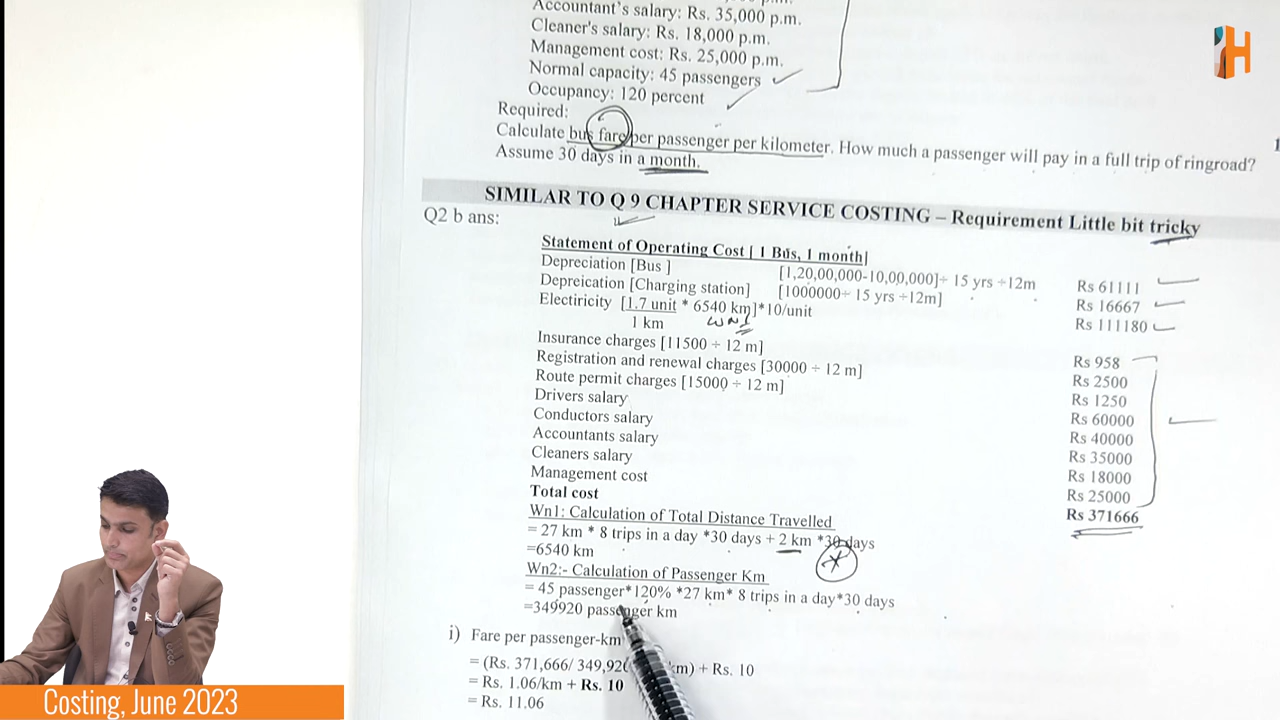 H
Accountant's salary: Rs. 35,000 p.m.
Cleaner's salary: Rs. 18,000 p.m.
Management cost: Rs. 25,000 p.m.
Normal capacity: 45 passengers
Occupancy: 120 percent
Required:
Calculate bus fare per passenger per kilometer. How much a passenger will pay in a full trip of ringroad?
Assume 30 days in a month.
SIMILAR TO Q 9 CHAPTER SERVICE COSTING – Requirement Little bit tricky
Q2 b ans:
Statement of Operating Cost [ 1 Bus, 1 month]
Depreciation [Bus ] [1,20,00,000-10,00,000]÷ 15 yrs ÷12m Rs 61111
Depreication [Charging station] [1000000÷ 15 yrs ÷12m] Rs 16667
Electiricity [1.7 unit * 6540 km]*10/unit Rs 111180
1 km WN1
Insurance charges [11500 ÷ 12 m] Rs 958
Registration and renewal charges [30000 ÷ 12 m] Rs 2500
Route permit charges [15000 ÷ 12 m] Rs 1250
Drivers salary Rs 60000
Conductors salary Rs 40000
Accountants salary Rs 35000
Cleaners salary Rs 18000
Management cost Rs 25000
Total cost Rs 371666
Wn1: Calculation of Total Distance Travelled
= 27 km * 8 trips in a day *30 days + 2 km *30 days
=6540 km
Wn2:- Calculation of Passenger Km
= 45 passenger*120% *27 km* 8 trips in a day*30 days
=349920 passenger km
i) Fare per passenger-km
= (Rs. 371,666/ 349,920 km) + Rs. 10
= Rs. 1.06/km + Rs. 10
= Rs. 11.06
Costing, June 2023